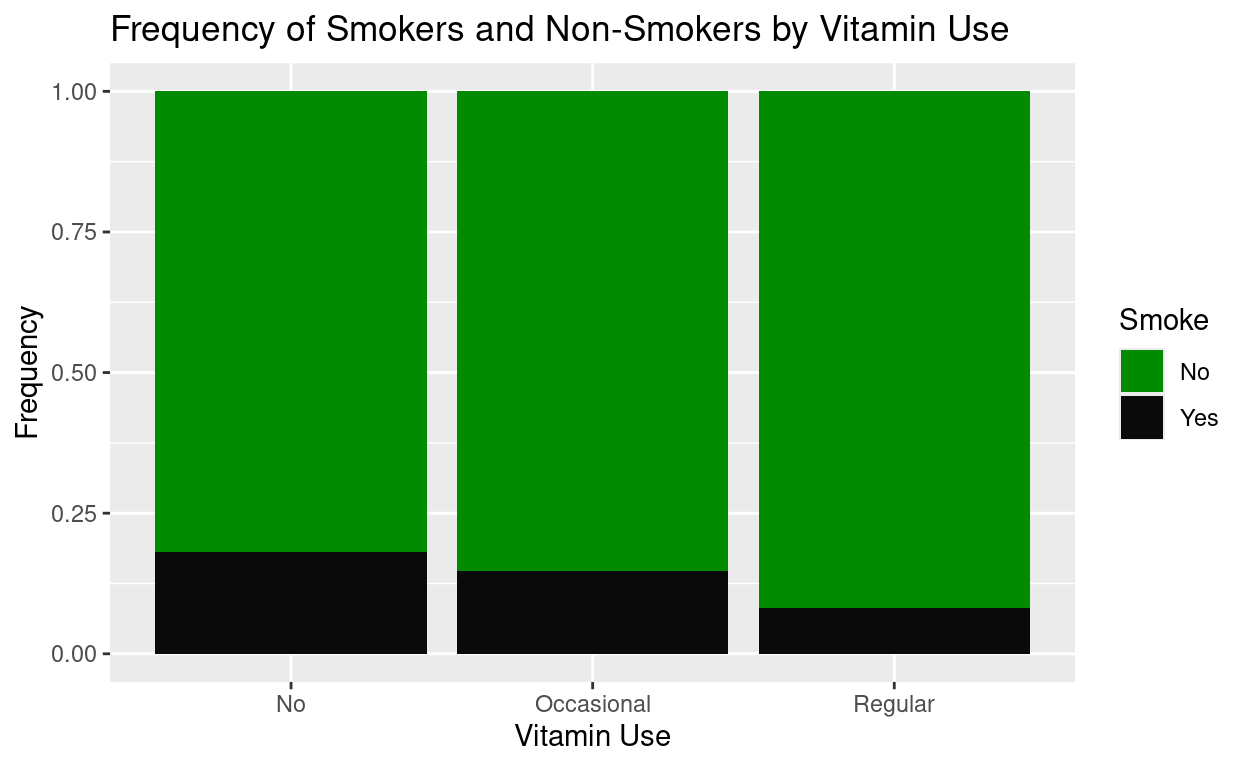 Frequency of Smokers and Non-Smokers by Vitamin Use
1.00
0.75
0.50
0.25
0.00
Frequency
No
Occasional
Regular
Vitamin Use
Smoke
No
Yes